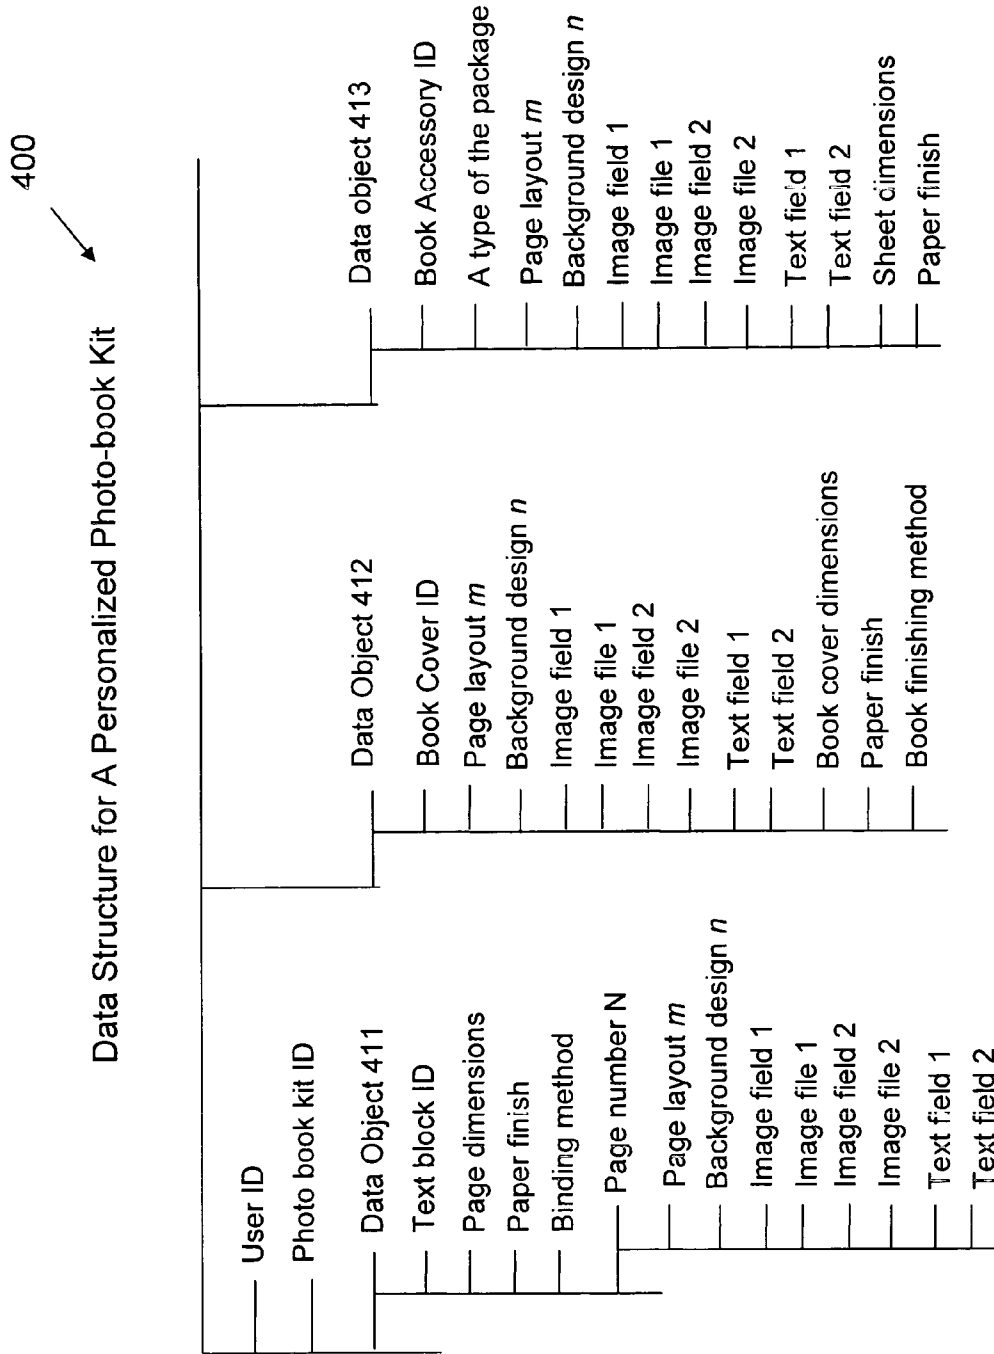 400
Data Structure for A Personalized Photo-book Kit
User ID
Photo book kit ID
Data Object 411
Text block ID
Page dimensions
Paper finish
Binding method
Page number N
Page layout m
Background design n
Image field 1
Image file 1
Image field 2
Image file 2
Text field 1
Text field 2
Data Object 412
Book Cover ID
Page layout m
Background design n
Image field 1
Image file 1
Image field 2
Image file 2
Text field 1
Text field 2
Book cover dimensions
Paper finish
Book finishing method
Data object 413
Book Accessory ID
A type of the package
Page layout m
Background design n
Image field 1
Image file 1
Image field 2
Image file 2
Text field 1
Text field 2
Sheet dimensions
Paper finish